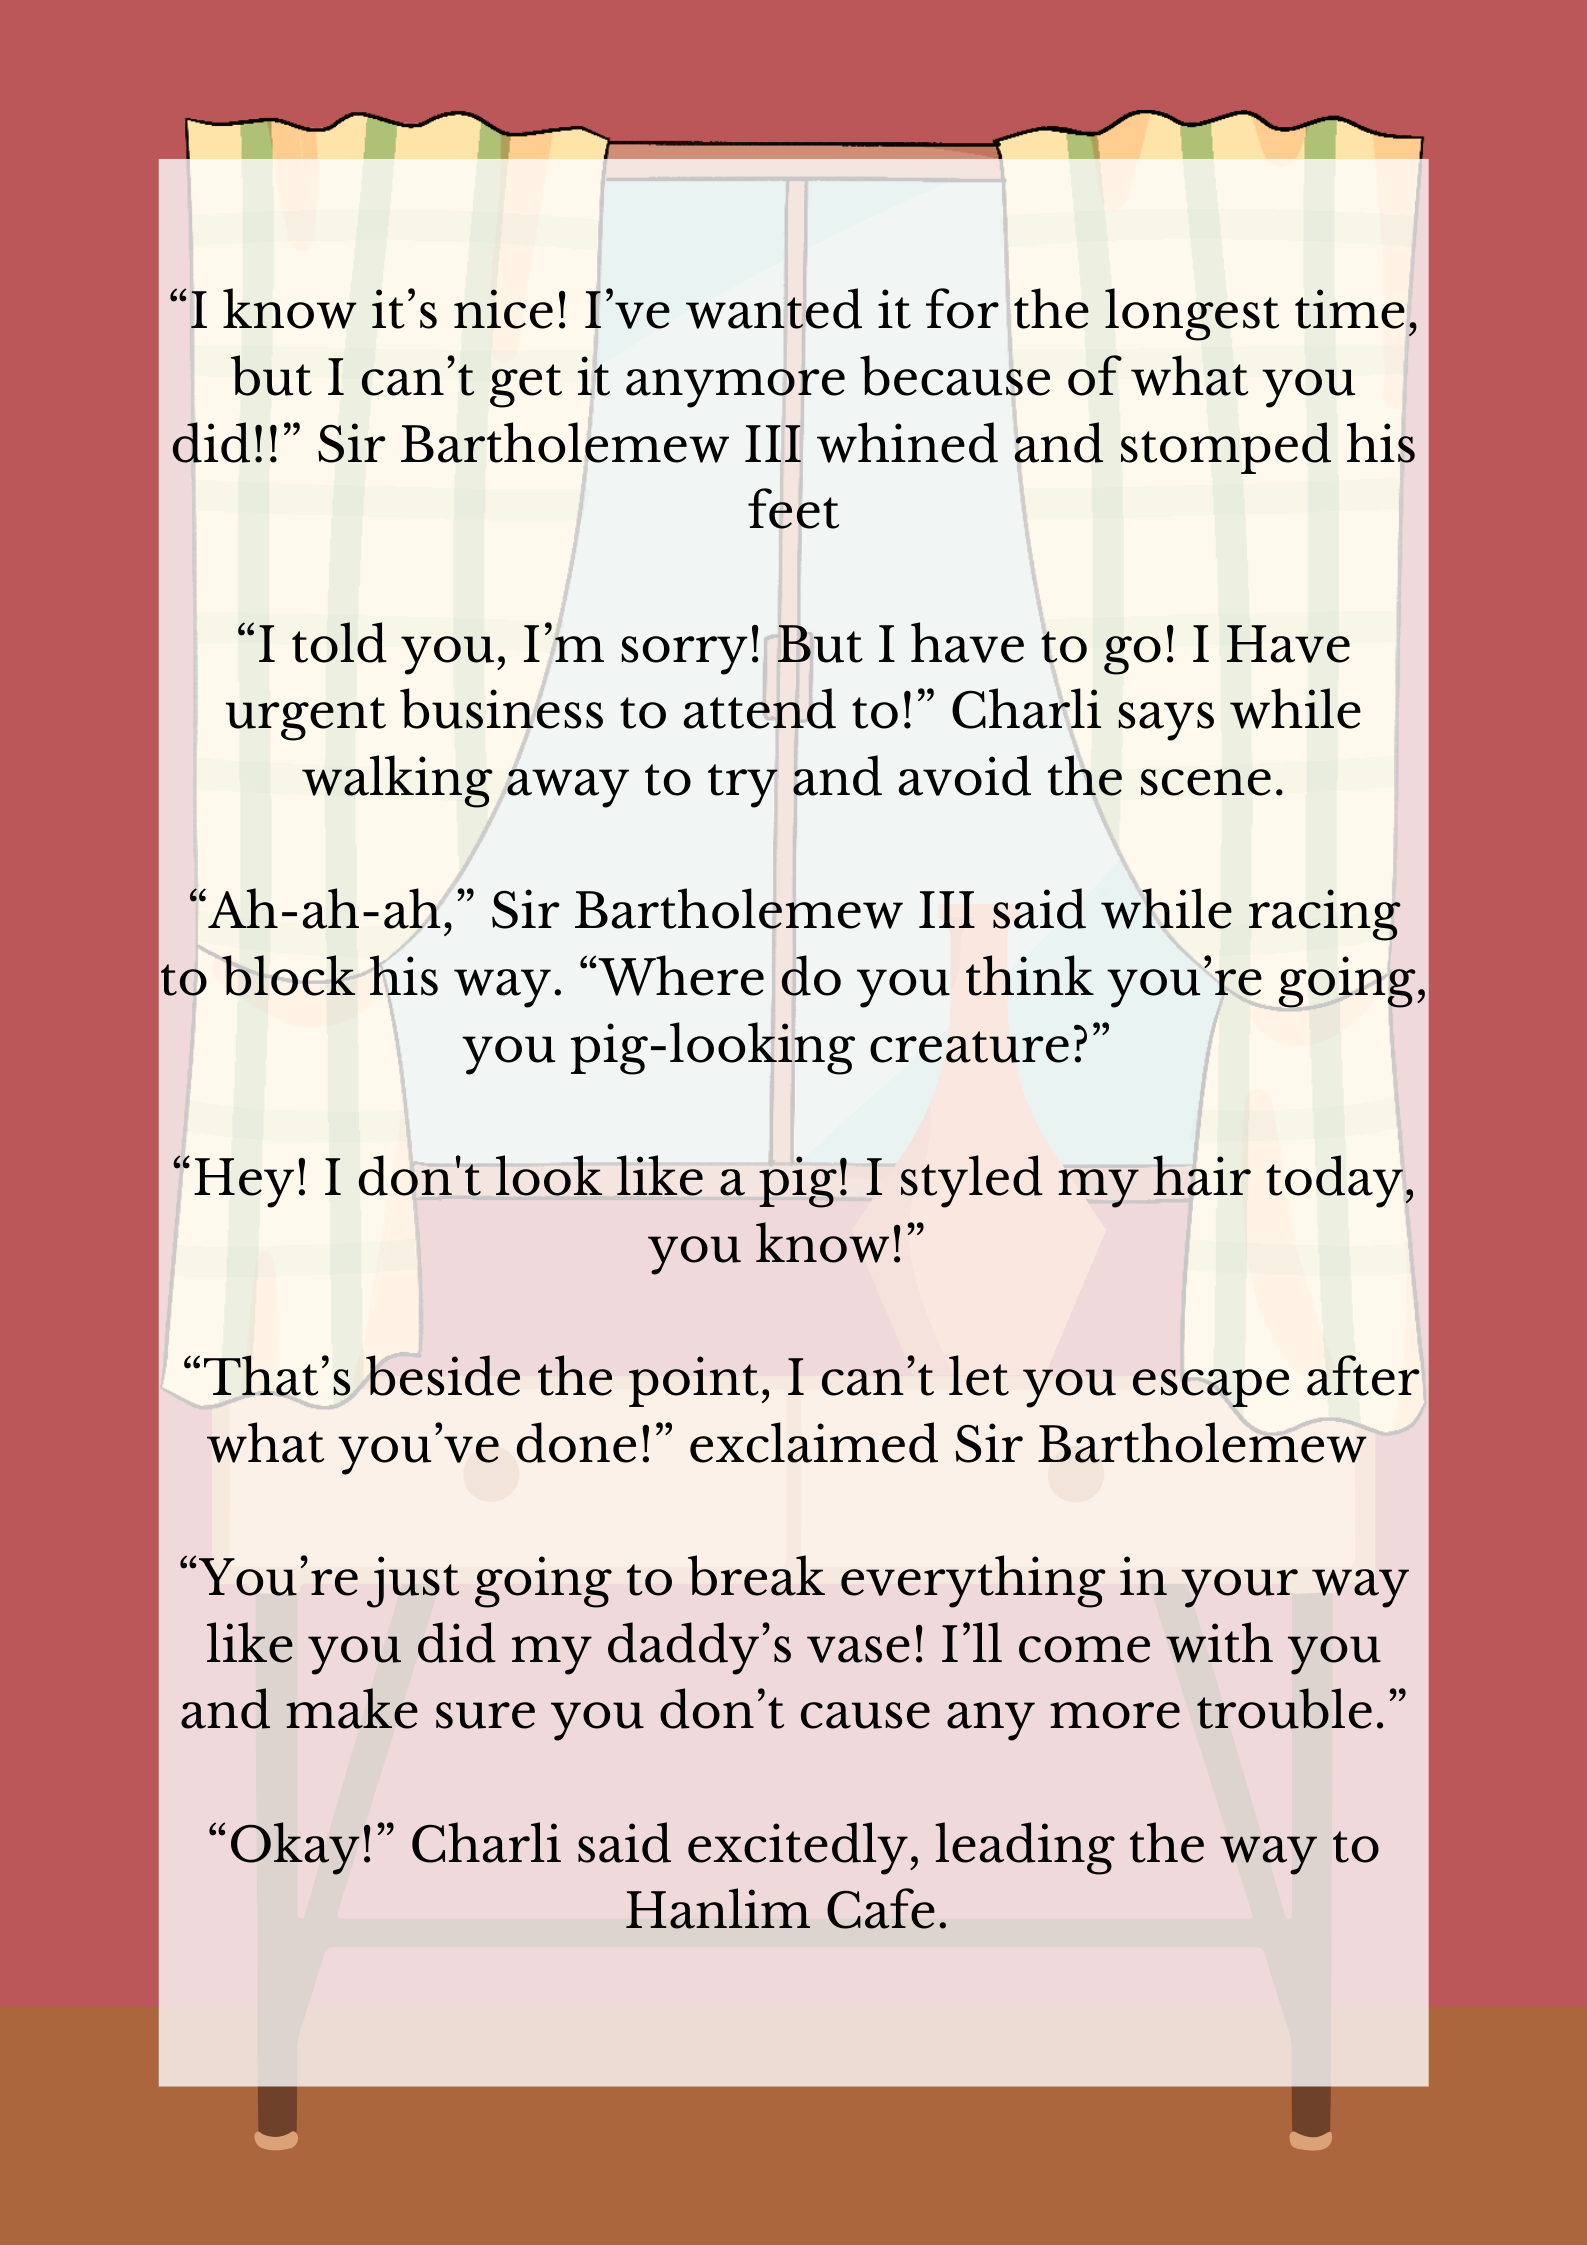 “I know it’s nice! I’ve wanted it for the longest time,
but I can’t get it anymore because of what you
did!!” Sir Bartholemew III whined and stomped his
feet
“I told you, I’m sorry! But I have to go! I Have
urgent business to attend to!” Charli says while
walking away to try and avoid the scene.
“Ah-ah-ah,” Sir Bartholemew III said while racing
to block his way. “Where do you think you’re going,
you pig-looking creature?”
“Hey! I don't look like a pig! I styled my hair today,
you know!”
“That’s beside the point, I can’t let you escape after
what you’ve done!” exclaimed Sir Bartholemew
“You’re just going to break everything in your way
like you did my daddy’s vase! I’ll come with you
and make sure you don’t cause any more trouble.”
“Okay!” Charli said excitedly, leading the way to
Hanlim Cafe.